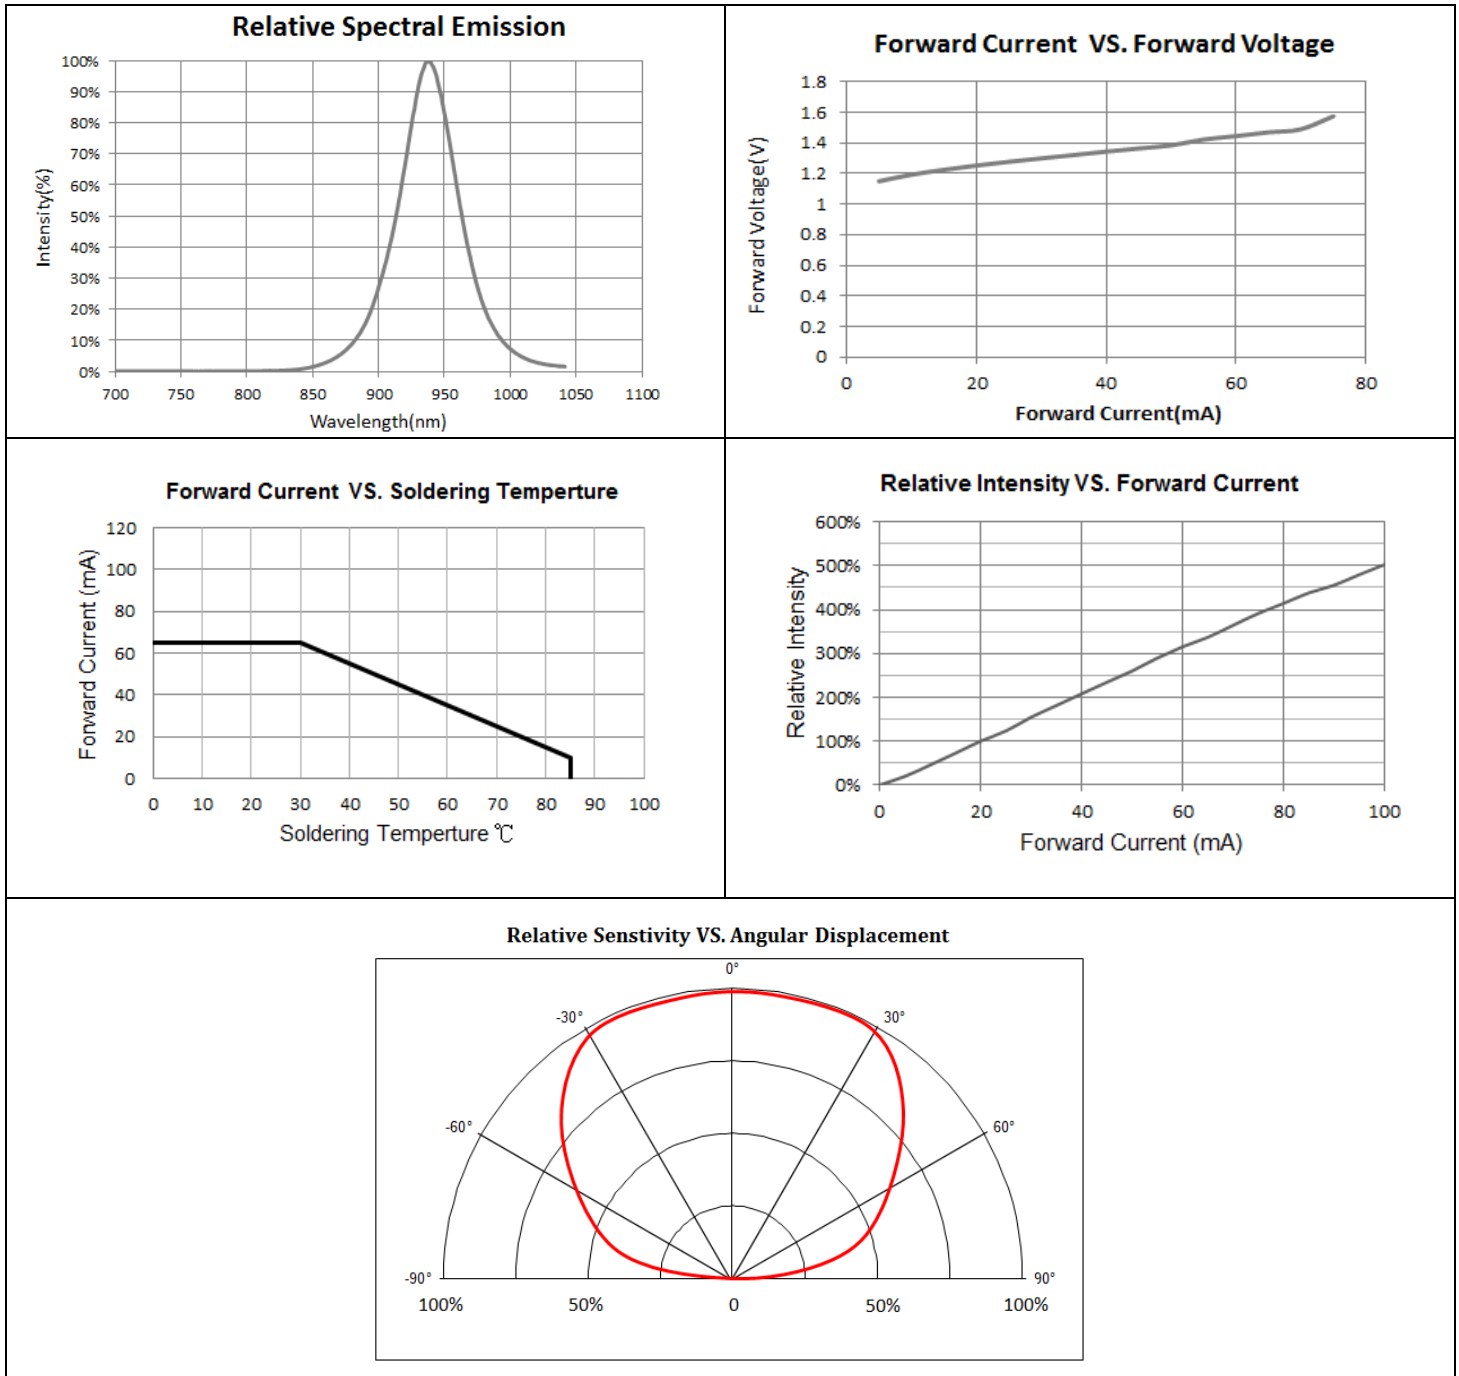 Relative Spectral Emission
100%
90%
80%
70%
60%
50%
40%
30%
20%
10%
0%
Intensity(%)
700 750 800 850 900 950 1000 1050 1100
Wavelength(nm)
Forward Current VS. Forward Voltage
1.8
1.6
1.4
1.2
1
0.8
0.6
0.4
0.2
0
Forward Voltage(V)
0 20 40 60 80
Forward Current(mA)
Forward Current VS. Soldering Temperture
120
100
80
60
40
20
0
Forward Current (mA)
0 10 20 30 40 50 60 70 80 90 100
Soldering Temperture ℃
Relative Intensity VS. Forward Current
600%
500%
400%
300%
200%
100%
0%
Relative Intensity
0 20 40 60 80 100
Forward Current (mA)
Relative Senstivity VS. Angular Displacement
0°
-30° 30°
-60° 60°
-90° 90°
100% 50% 0 50% 100%